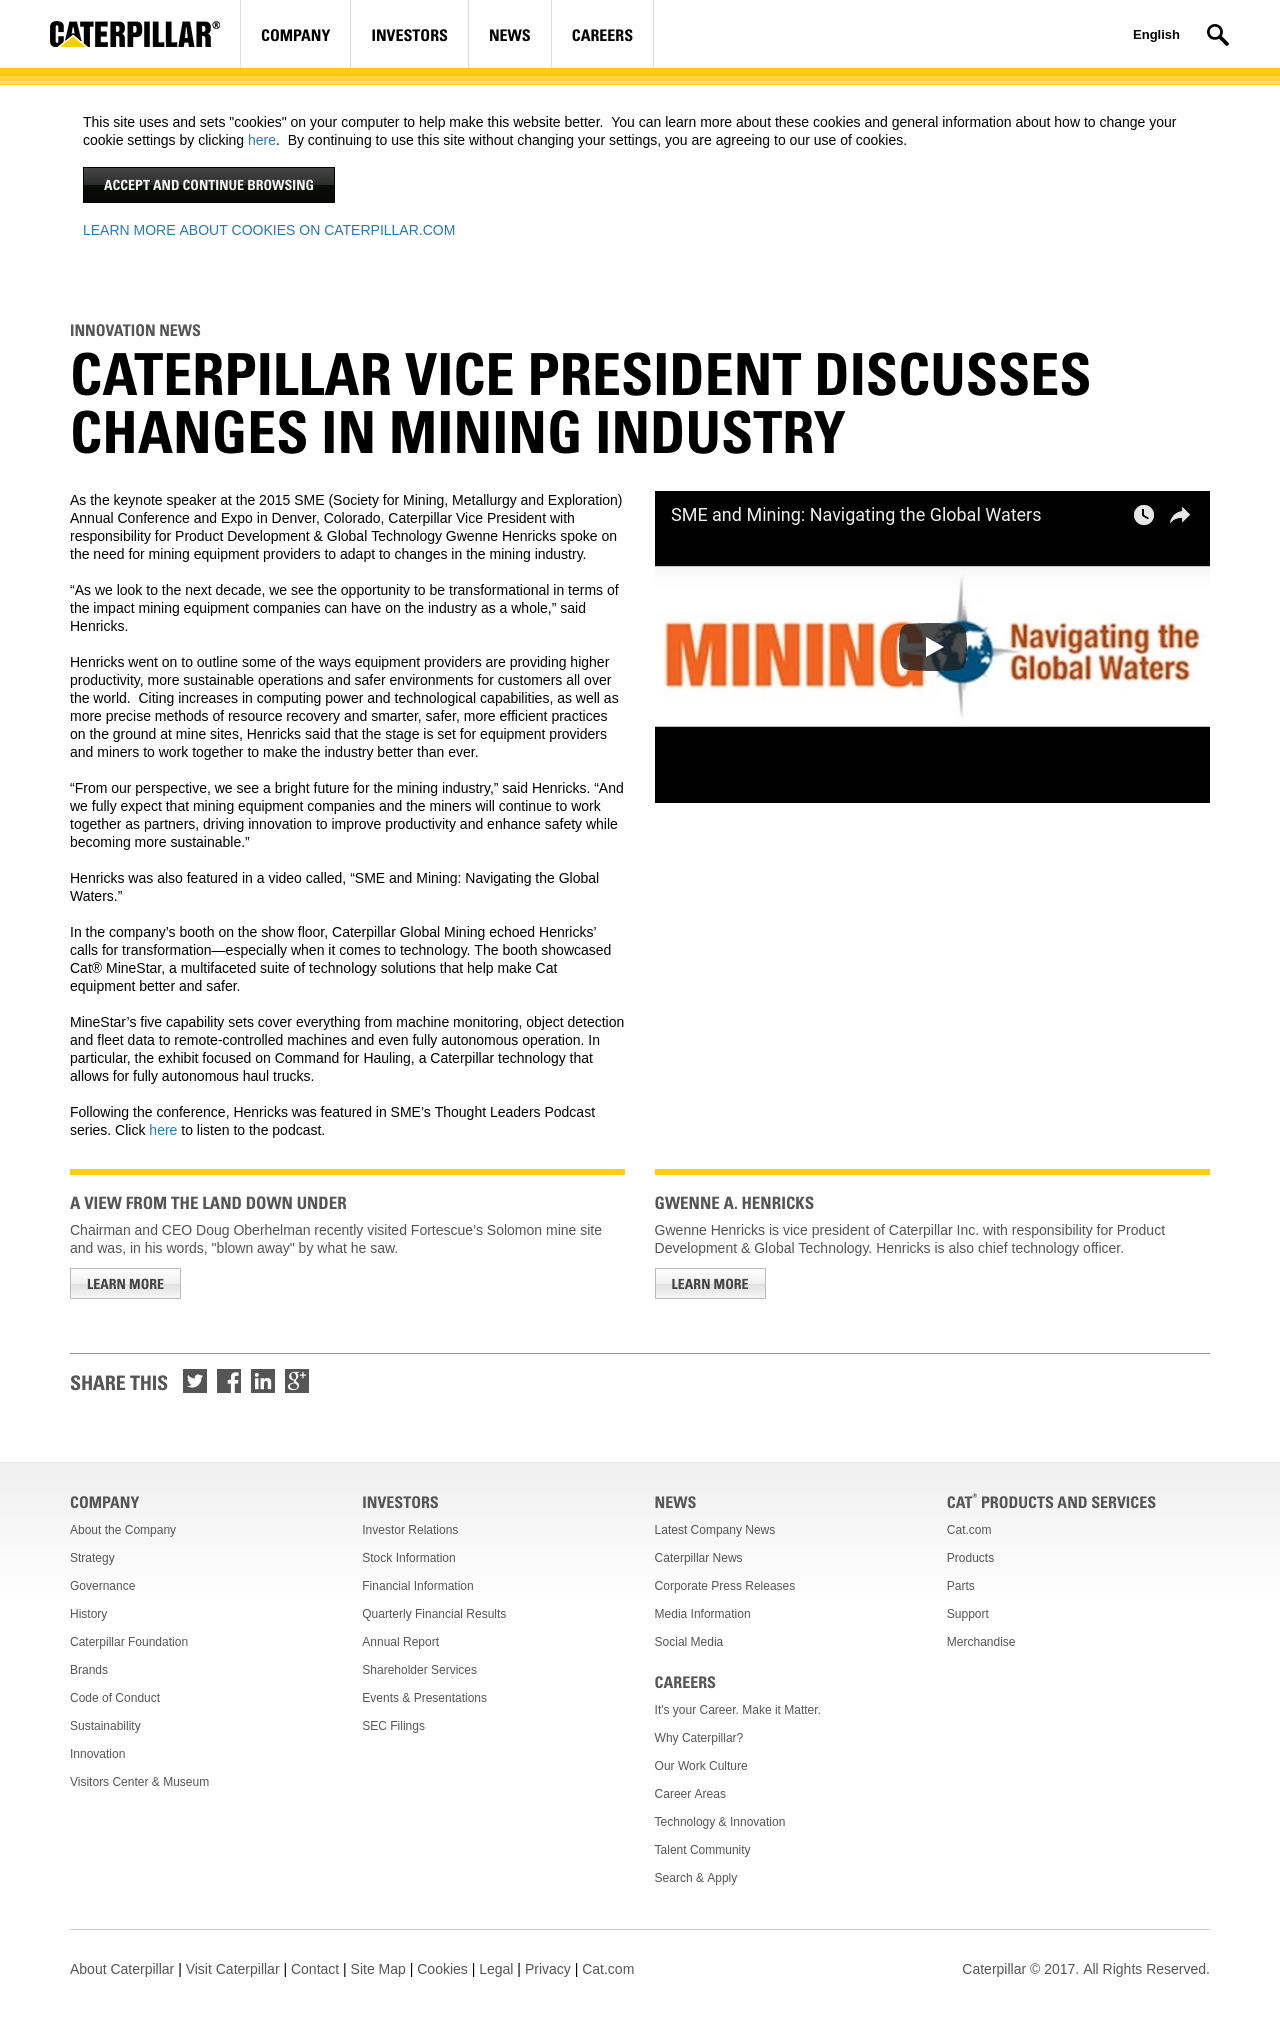 CATERPILLAR®
COMPANY
INVESTORS
NEWS
CAREERS
English
This site uses and sets "cookies" on your computer to help make this website better.  You can learn more about these cookies and general information about how to change your
cookie settings by clicking here.  By continuing to use this site without changing your settings, you are agreeing to our use of cookies.
ACCEPT AND CONTINUE BROWSING
LEARN MORE ABOUT COOKIES ON CATERPILLAR.COM
INNOVATION NEWS
CATERPILLAR VICE PRESIDENT DISCUSSES
CHANGES IN MINING INDUSTRY
As the keynote speaker at the 2015 SME (Society for Mining, Metallurgy and Exploration)
Annual Conference and Expo in Denver, Colorado, Caterpillar Vice President with
responsibility for Product Development & Global Technology Gwenne Henricks spoke on
the need for mining equipment providers to adapt to changes in the mining industry.
“As we look to the next decade, we see the opportunity to be transformational in terms of
the impact mining equipment companies can have on the industry as a whole,” said
Henricks.
Henricks went on to outline some of the ways equipment providers are providing higher
productivity, more sustainable operations and safer environments for customers all over
the world.  Citing increases in computing power and technological capabilities, as well as
more precise methods of resource recovery and smarter, safer, more efficient practices
on the ground at mine sites, Henricks said that the stage is set for equipment providers
and miners to work together to make the industry better than ever.
“From our perspective, we see a bright future for the mining industry,” said Henricks. “And
we fully expect that mining equipment companies and the miners will continue to work
together as partners, driving innovation to improve productivity and enhance safety while
becoming more sustainable.”
Henricks was also featured in a video called, “SME and Mining: Navigating the Global
Waters.”
In the company’s booth on the show floor, Caterpillar Global Mining echoed Henricks’
calls for transformation—especially when it comes to technology. The booth showcased
Cat® MineStar, a multifaceted suite of technology solutions that help make Cat
equipment better and safer.
MineStar’s five capability sets cover everything from machine monitoring, object detection
and fleet data to remote-controlled machines and even fully autonomous operation. In
particular, the exhibit focused on Command for Hauling, a Caterpillar technology that
allows for fully autonomous haul trucks.
Following the conference, Henricks was featured in SME’s Thought Leaders Podcast
series. Click here to listen to the podcast.
SME and Mining: Navigating the Global Waters
MINING
Navigating the
Global Waters
A VIEW FROM THE LAND DOWN UNDER
Chairman and CEO Doug Oberhelman recently visited Fortescue’s Solomon mine site
and was, in his words, "blown away" by what he saw.
LEARN MORE
GWENNE A. HENRICKS
Gwenne Henricks is vice president of Caterpillar Inc. with responsibility for Product
Development & Global Technology. Henricks is also chief technology officer.
LEARN MORE
SHARE THIS
COMPANY
About the Company
Strategy
Governance
History
Caterpillar Foundation
Brands
Code of Conduct
Sustainability
Innovation
Visitors Center & Museum
INVESTORS
Investor Relations
Stock Information
Financial Information
Quarterly Financial Results
Annual Report
Shareholder Services
Events & Presentations
SEC Filings
NEWS
Latest Company News
Caterpillar News
Corporate Press Releases
Media Information
Social Media
CAREERS
It's your Career. Make it Matter.
Why Caterpillar?
Our Work Culture
Career Areas
Technology & Innovation
Talent Community
Search & Apply
CAT® PRODUCTS AND SERVICES
Cat.com
Products
Parts
Support
Merchandise
About Caterpillar | Visit Caterpillar | Contact | Site Map | Cookies | Legal | Privacy | Cat.com
Caterpillar © 2017. All Rights Reserved.